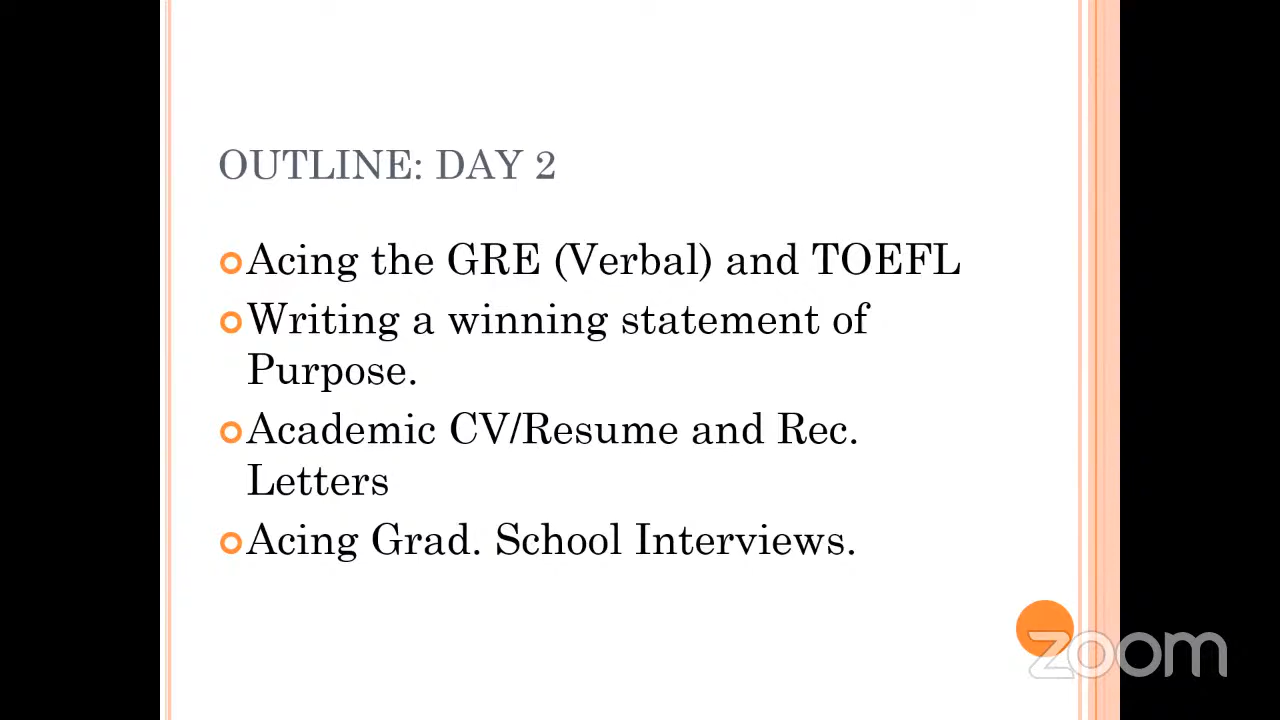 OUTLINE: DAY 2
Acing the GRE (Verbal) and TOEFL
Writing a winning statement of
Purpose.
Academic CV/Resume and Rec.
Letters
Acing Grad. School Interviews.
zoom